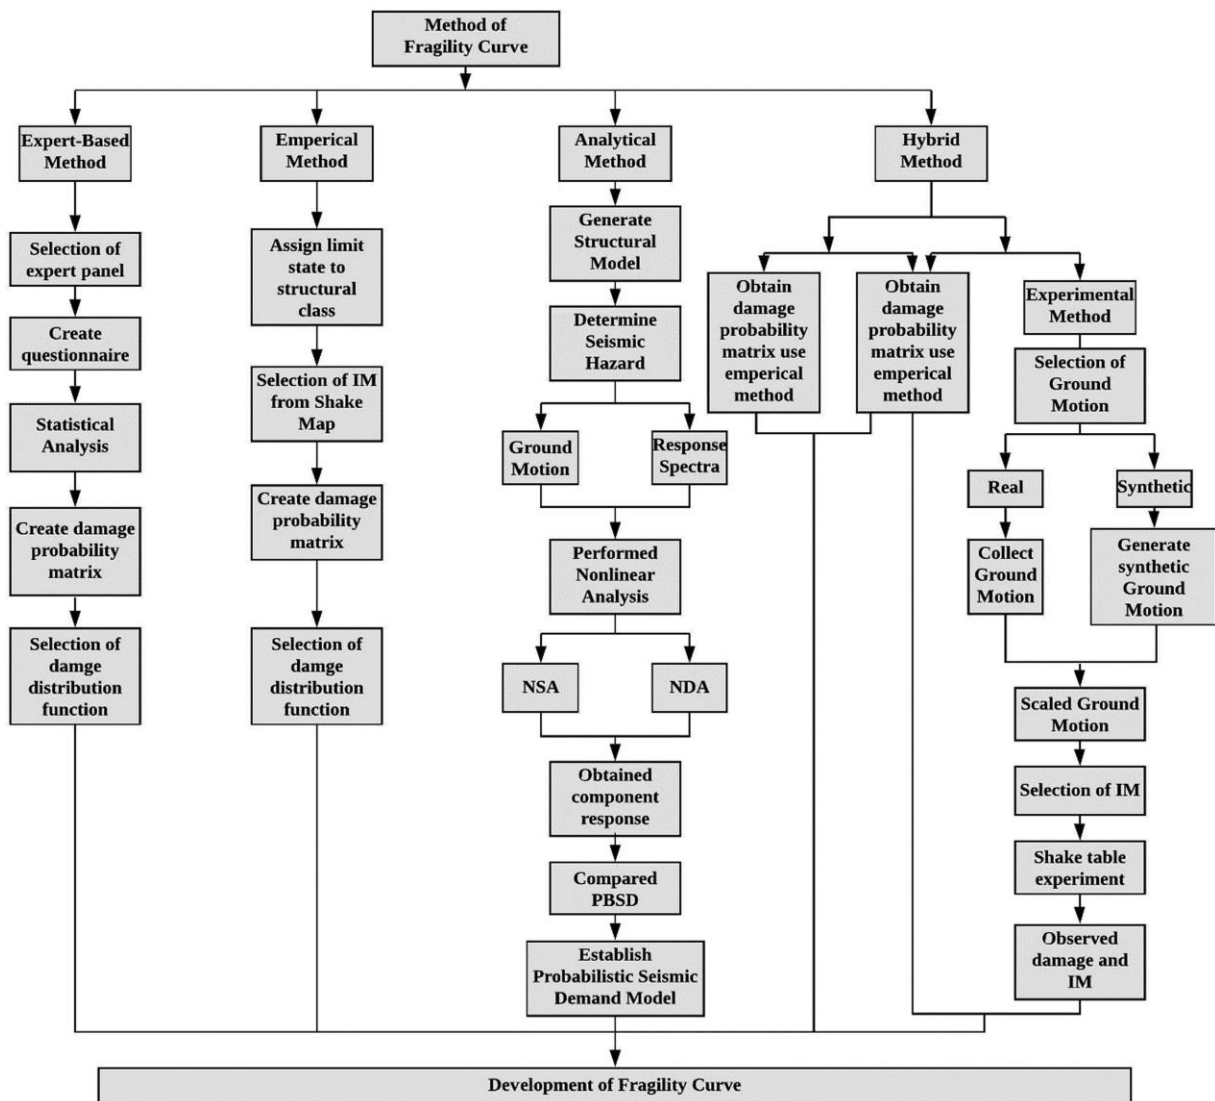 Method of
Fragility Curve
Expert-Based
Method
Selection of
expert panel
Create
questionnaire
Statistical
Analysis
Create damage
probability
matrix
Selection of
damge
distribution
function
Emperical
Method
Assign limit
state to
structural
class
Selection of IM
from Shake
Map
Create damage
probability
matrix
Selection of
damge
distribution
function
Analytical
Method
Generate
Structural
Model
Determine
Seismic
Hazard
Ground
Motion
Response
Spectra
Performed
Nonlinear
Analysis
NSA
NDA
Obtained
component
response
Compared
PBSD
Establish
Probabilistic Seismic
Demand Model
Hybrid
Method
Obtain
damage
probability
matrix use
emperical
method
Obtain
damage
probability
matrix use
emperical
method
Experimental
Method
Selection of
Ground
Motion
Real
Synthetic
Collect
Ground
Motion
Generate
synthetic
Ground
Motion
Scaled Ground
Motion
Selection of IM
Shake table
experiment
Observed
damage and
IM
Development of Fragility Curve